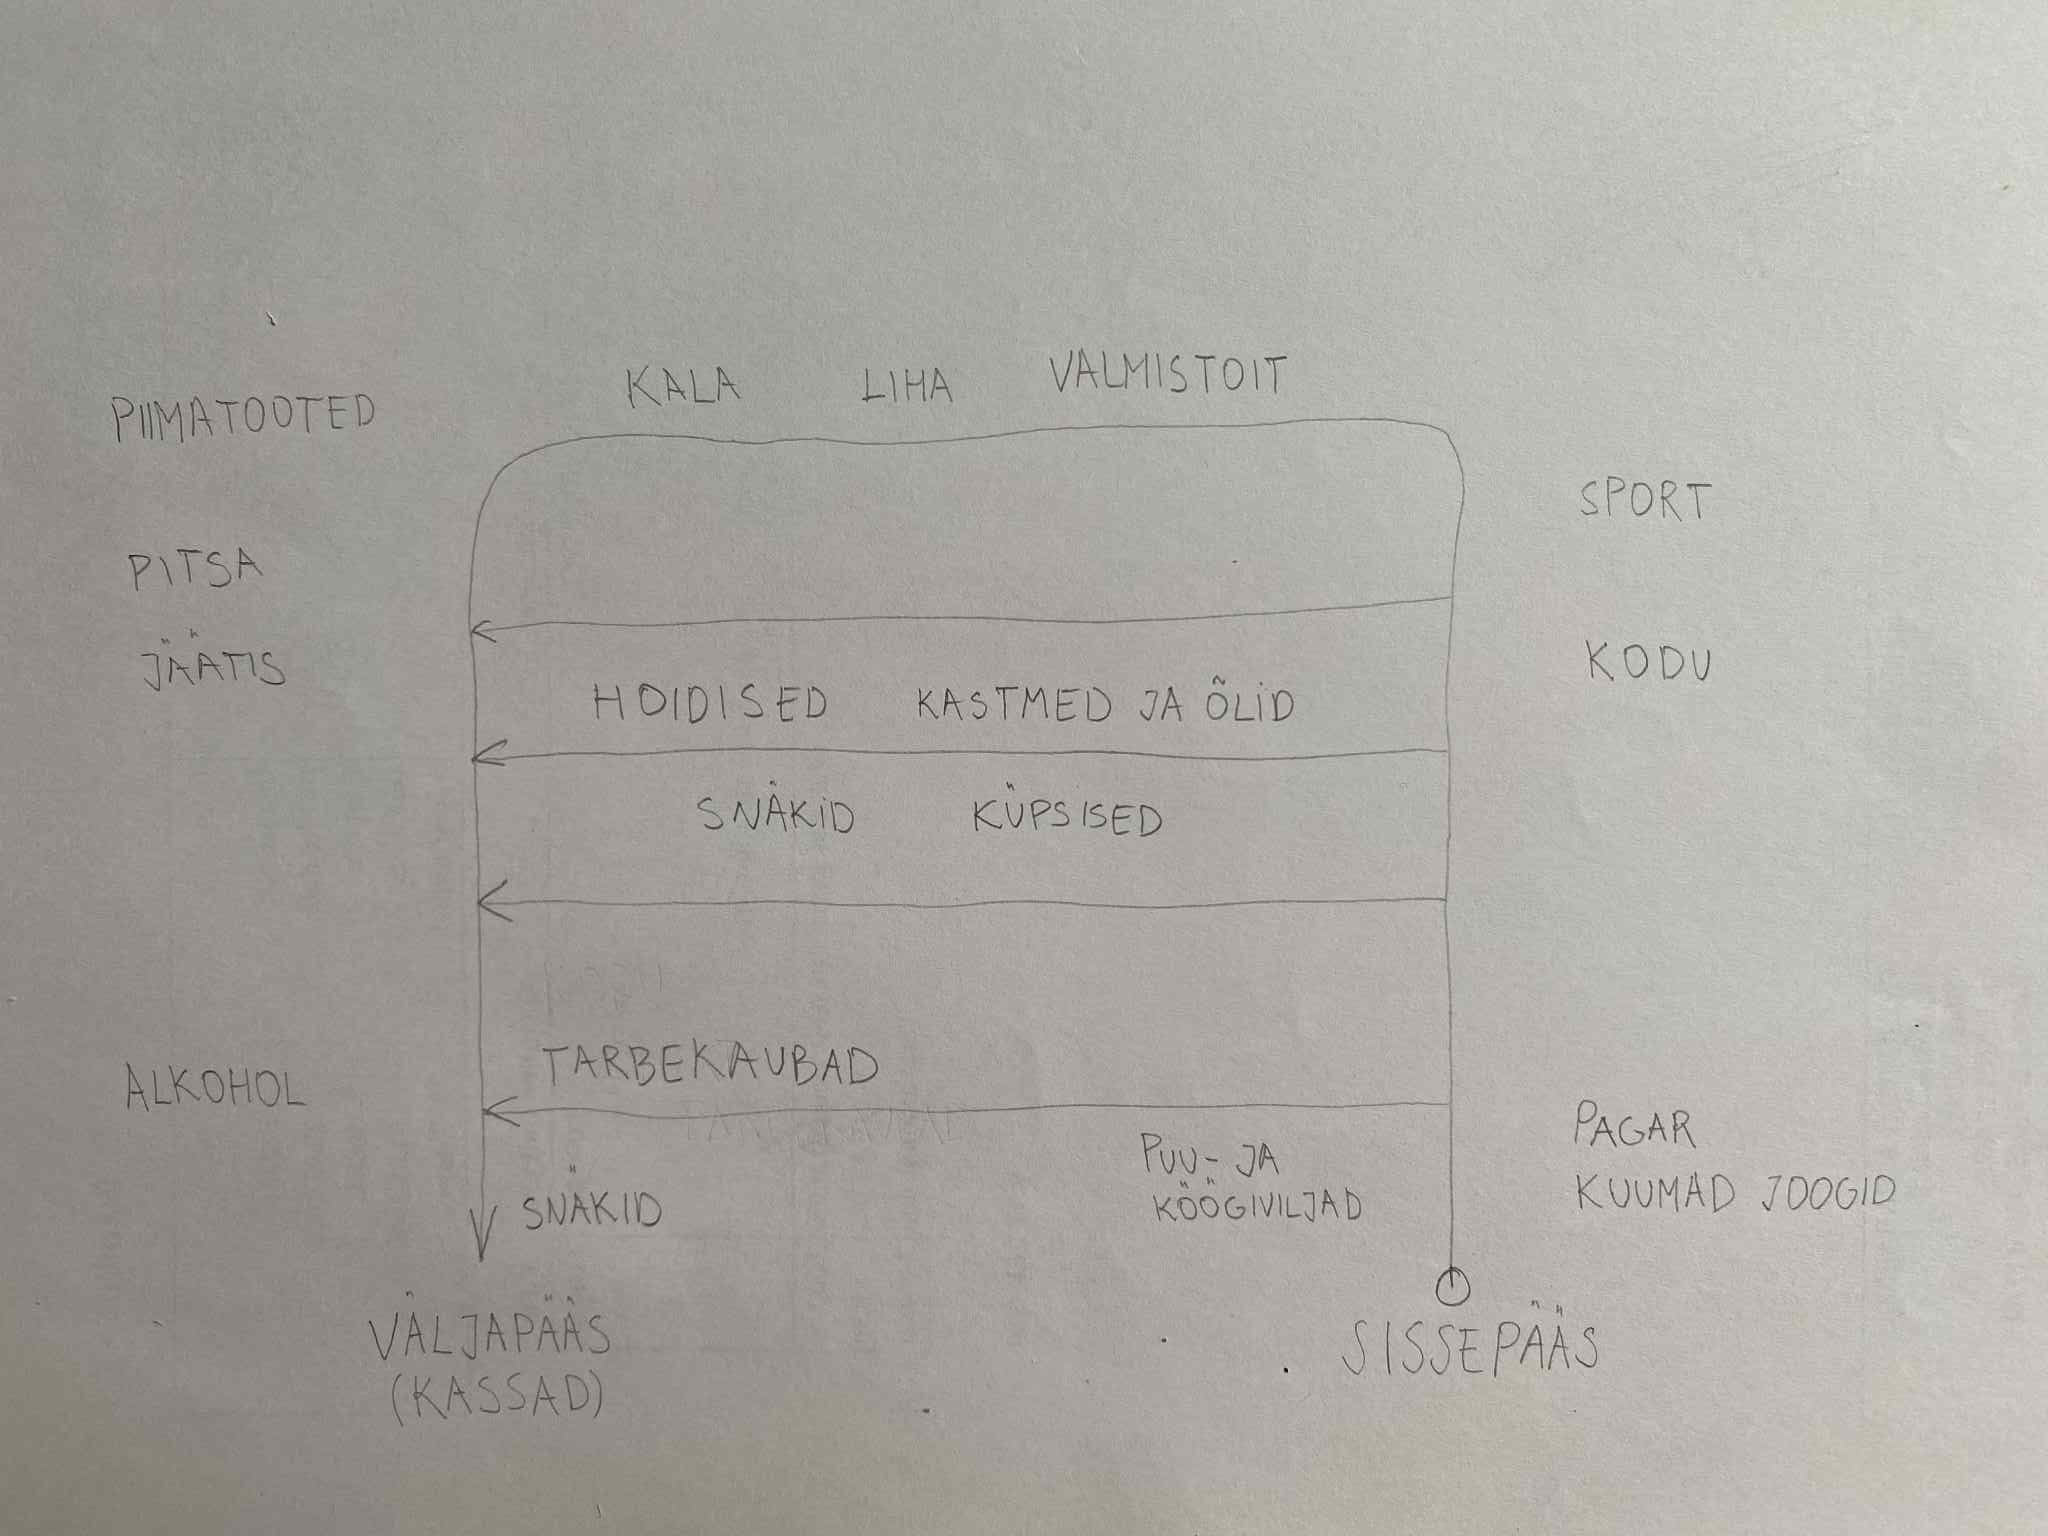 KALA LIHA VALMISTOIT
PIIMATOOTED
SPORT
PITSA
JÄÄTIS
KODU
HOIDISED KASTMED JA ÕLID
SNÄKID KÜPSISED
TARBEKAUBAD
ALKOHOL
PAGAR
KUUMAD JOOGID
PUU- JA
KÖÖGIVILJAD
SNÄKID
VÄLJAPÄÄS
(KASSAD)
SISSEPÄÄS